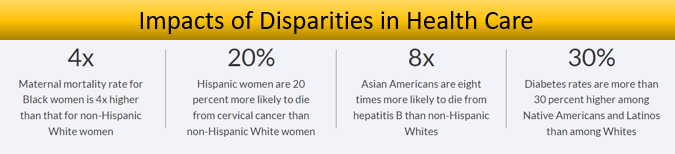 Impacts of Disparities in Health Care
4x
Maternal mortality rate for
Black women is 4x higher
than that for non-Hispanic
White women
20%
Hispanic women are 20
percent more likely to die
from cervical cancer than
non-Hispanic White women
8x
Asian Americans are eight
times more likely to die from
hepatitis B than non-Hispanic
Whites
30%
Diabetes rates are more than
30 percent higher among
Native Americans and Latinos
than among Whites